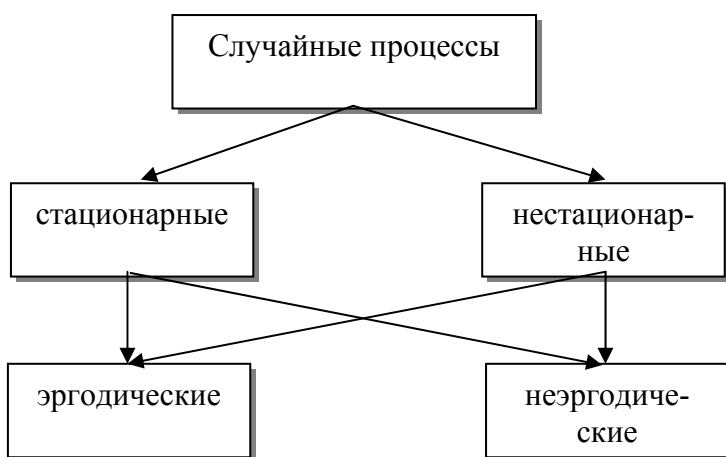 Случайные процессы
стационарные
нестационар-
ные
эргодические
неэргодиче-
ские